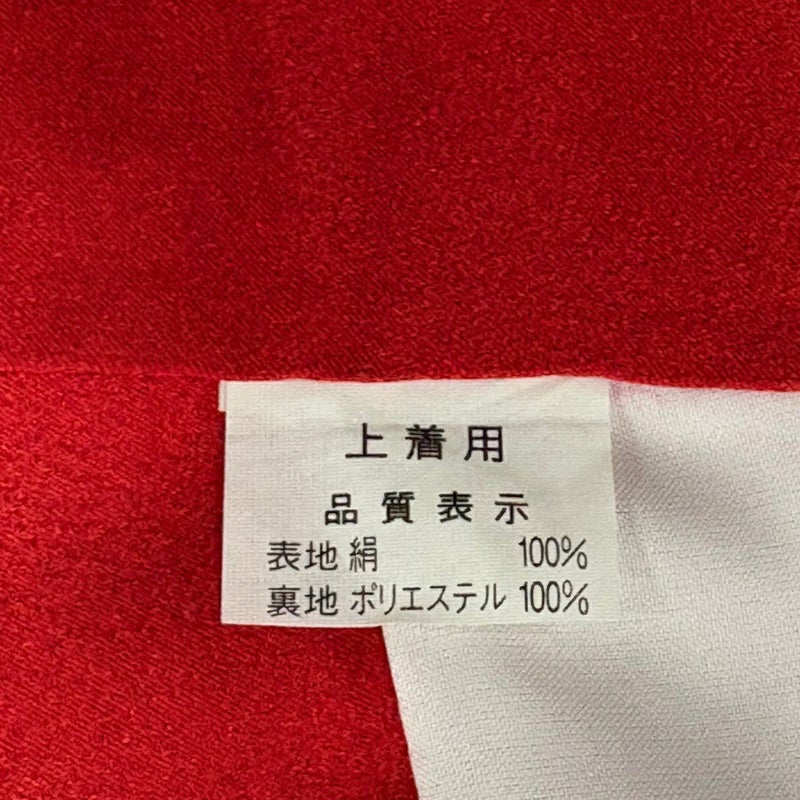 上着用
品質表示
表地 絹 100%
裏地 ポリエステル 100%